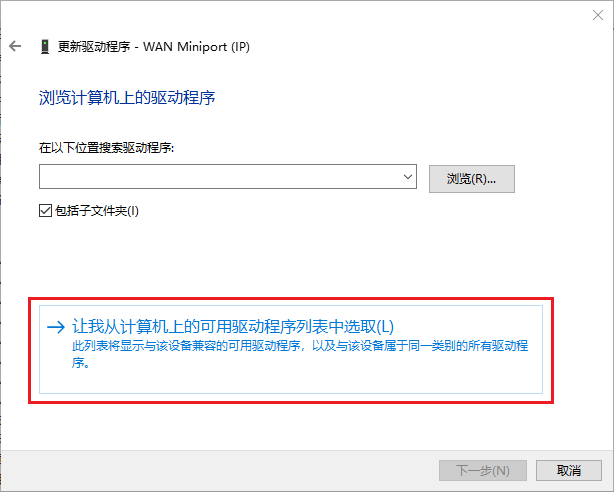 更新驱动程序 - WAN Miniport (IP)
浏览计算机上的驱动程序
在以下位置搜索驱动程序:
浏览(R)...
包括子文件夹(I)
让我从计算机上的可用驱动程序列表中选取(L)
此列表将显示与该设备兼容的可用驱动程序，以及与该设备属于同一类别的所有驱动程
序。
下一步(N)
取消